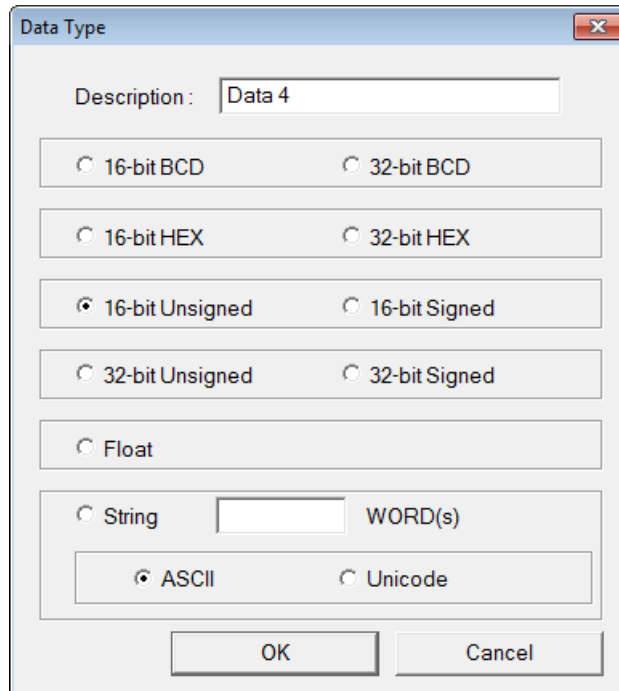 Data Type
Description : Data 4
16-bit BCD 32-bit BCD
16-bit HEX 32-bit HEX
16-bit Unsigned 16-bit Signed
32-bit Unsigned 32-bit Signed
Float
String WORD(s)
ASCII Unicode
OK Cancel